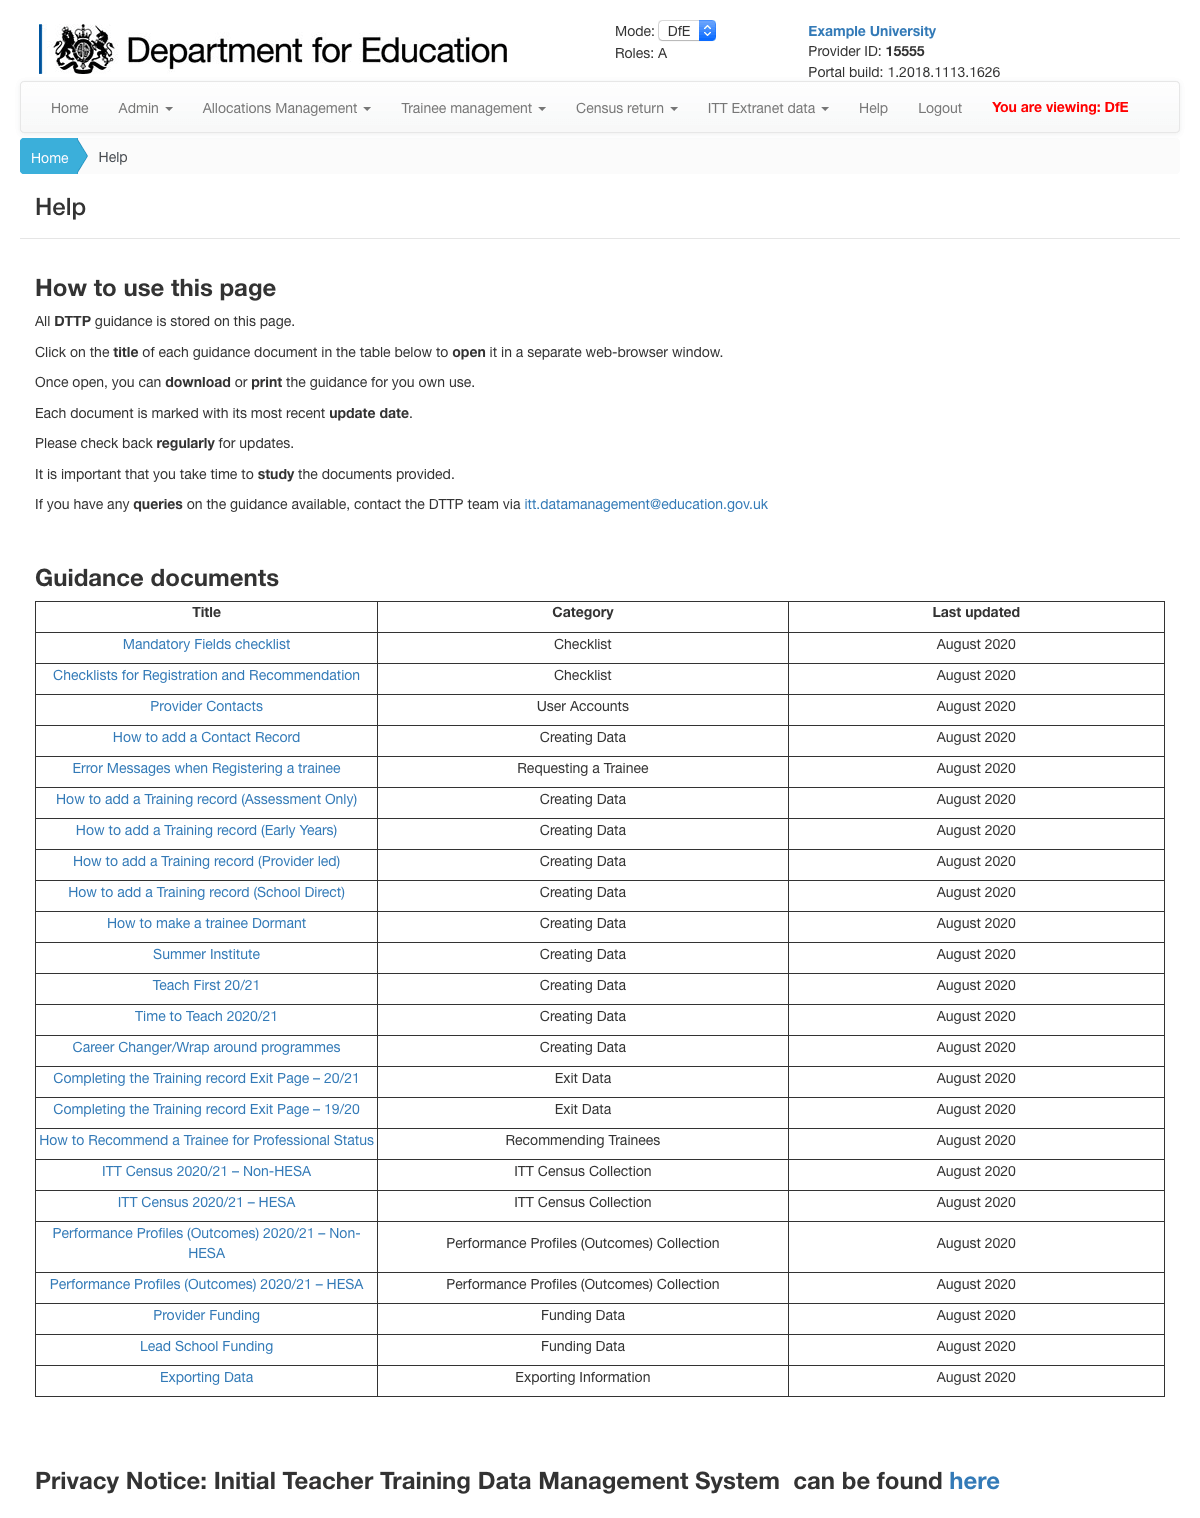 Department for Education
Mode: DfE
Roles: A
Example University
Provider ID: 15555
Portal build: 1.2018.1113.1626
Home Admin Allocations Management Trainee management Census return ITT Extranet data Help Logout You are viewing: DfE
Home Help
Help
How to use this page
All DTTP guidance is stored on this page.
Click on the title of each guidance document in the table below to open it in a separate web-browser window.
Once open, you can download or print the guidance for you own use.
Each document is marked with its most recent update date.
Please check back regularly for updates.
It is important that you take time to study the documents provided.
If you have any queries on the guidance available, contact the DTTP team via itt.datamanagement@education.gov.uk
Guidance documents
Title Category Last updated
Mandatory Fields checklist Checklist August 2020
Checklists for Registration and Recommendation Checklist August 2020
Provider Contacts User Accounts August 2020
How to add a Contact Record Creating Data August 2020
Error Messages when Registering a trainee Requesting a Trainee August 2020
How to add a Training record (Assessment Only) Creating Data August 2020
How to add a Training record (Early Years) Creating Data August 2020
How to add a Training record (Provider led) Creating Data August 2020
How to add a Training record (School Direct) Creating Data August 2020
How to make a trainee Dormant Creating Data August 2020
Summer Institute Creating Data August 2020
Teach First 20/21 Creating Data August 2020
Time to Teach 2020/21 Creating Data August 2020
Career Changer/Wrap around programmes Creating Data August 2020
Completing the Training record Exit Page – 20/21 Exit Data August 2020
Completing the Training record Exit Page – 19/20 Exit Data August 2020
How to Recommend a Trainee for Professional Status Recommending Trainees August 2020
ITT Census 2020/21 – Non-HESA ITT Census Collection August 2020
ITT Census 2020/21 – HESA ITT Census Collection August 2020
Performance Profiles (Outcomes) 2020/21 – Non-
HESA Performance Profiles (Outcomes) Collection August 2020
Performance Profiles (Outcomes) 2020/21 – HESA Performance Profiles (Outcomes) Collection August 2020
Provider Funding Funding Data August 2020
Lead School Funding Funding Data August 2020
Exporting Data Exporting Information August 2020
Privacy Notice: Initial Teacher Training Data Management System can be found here